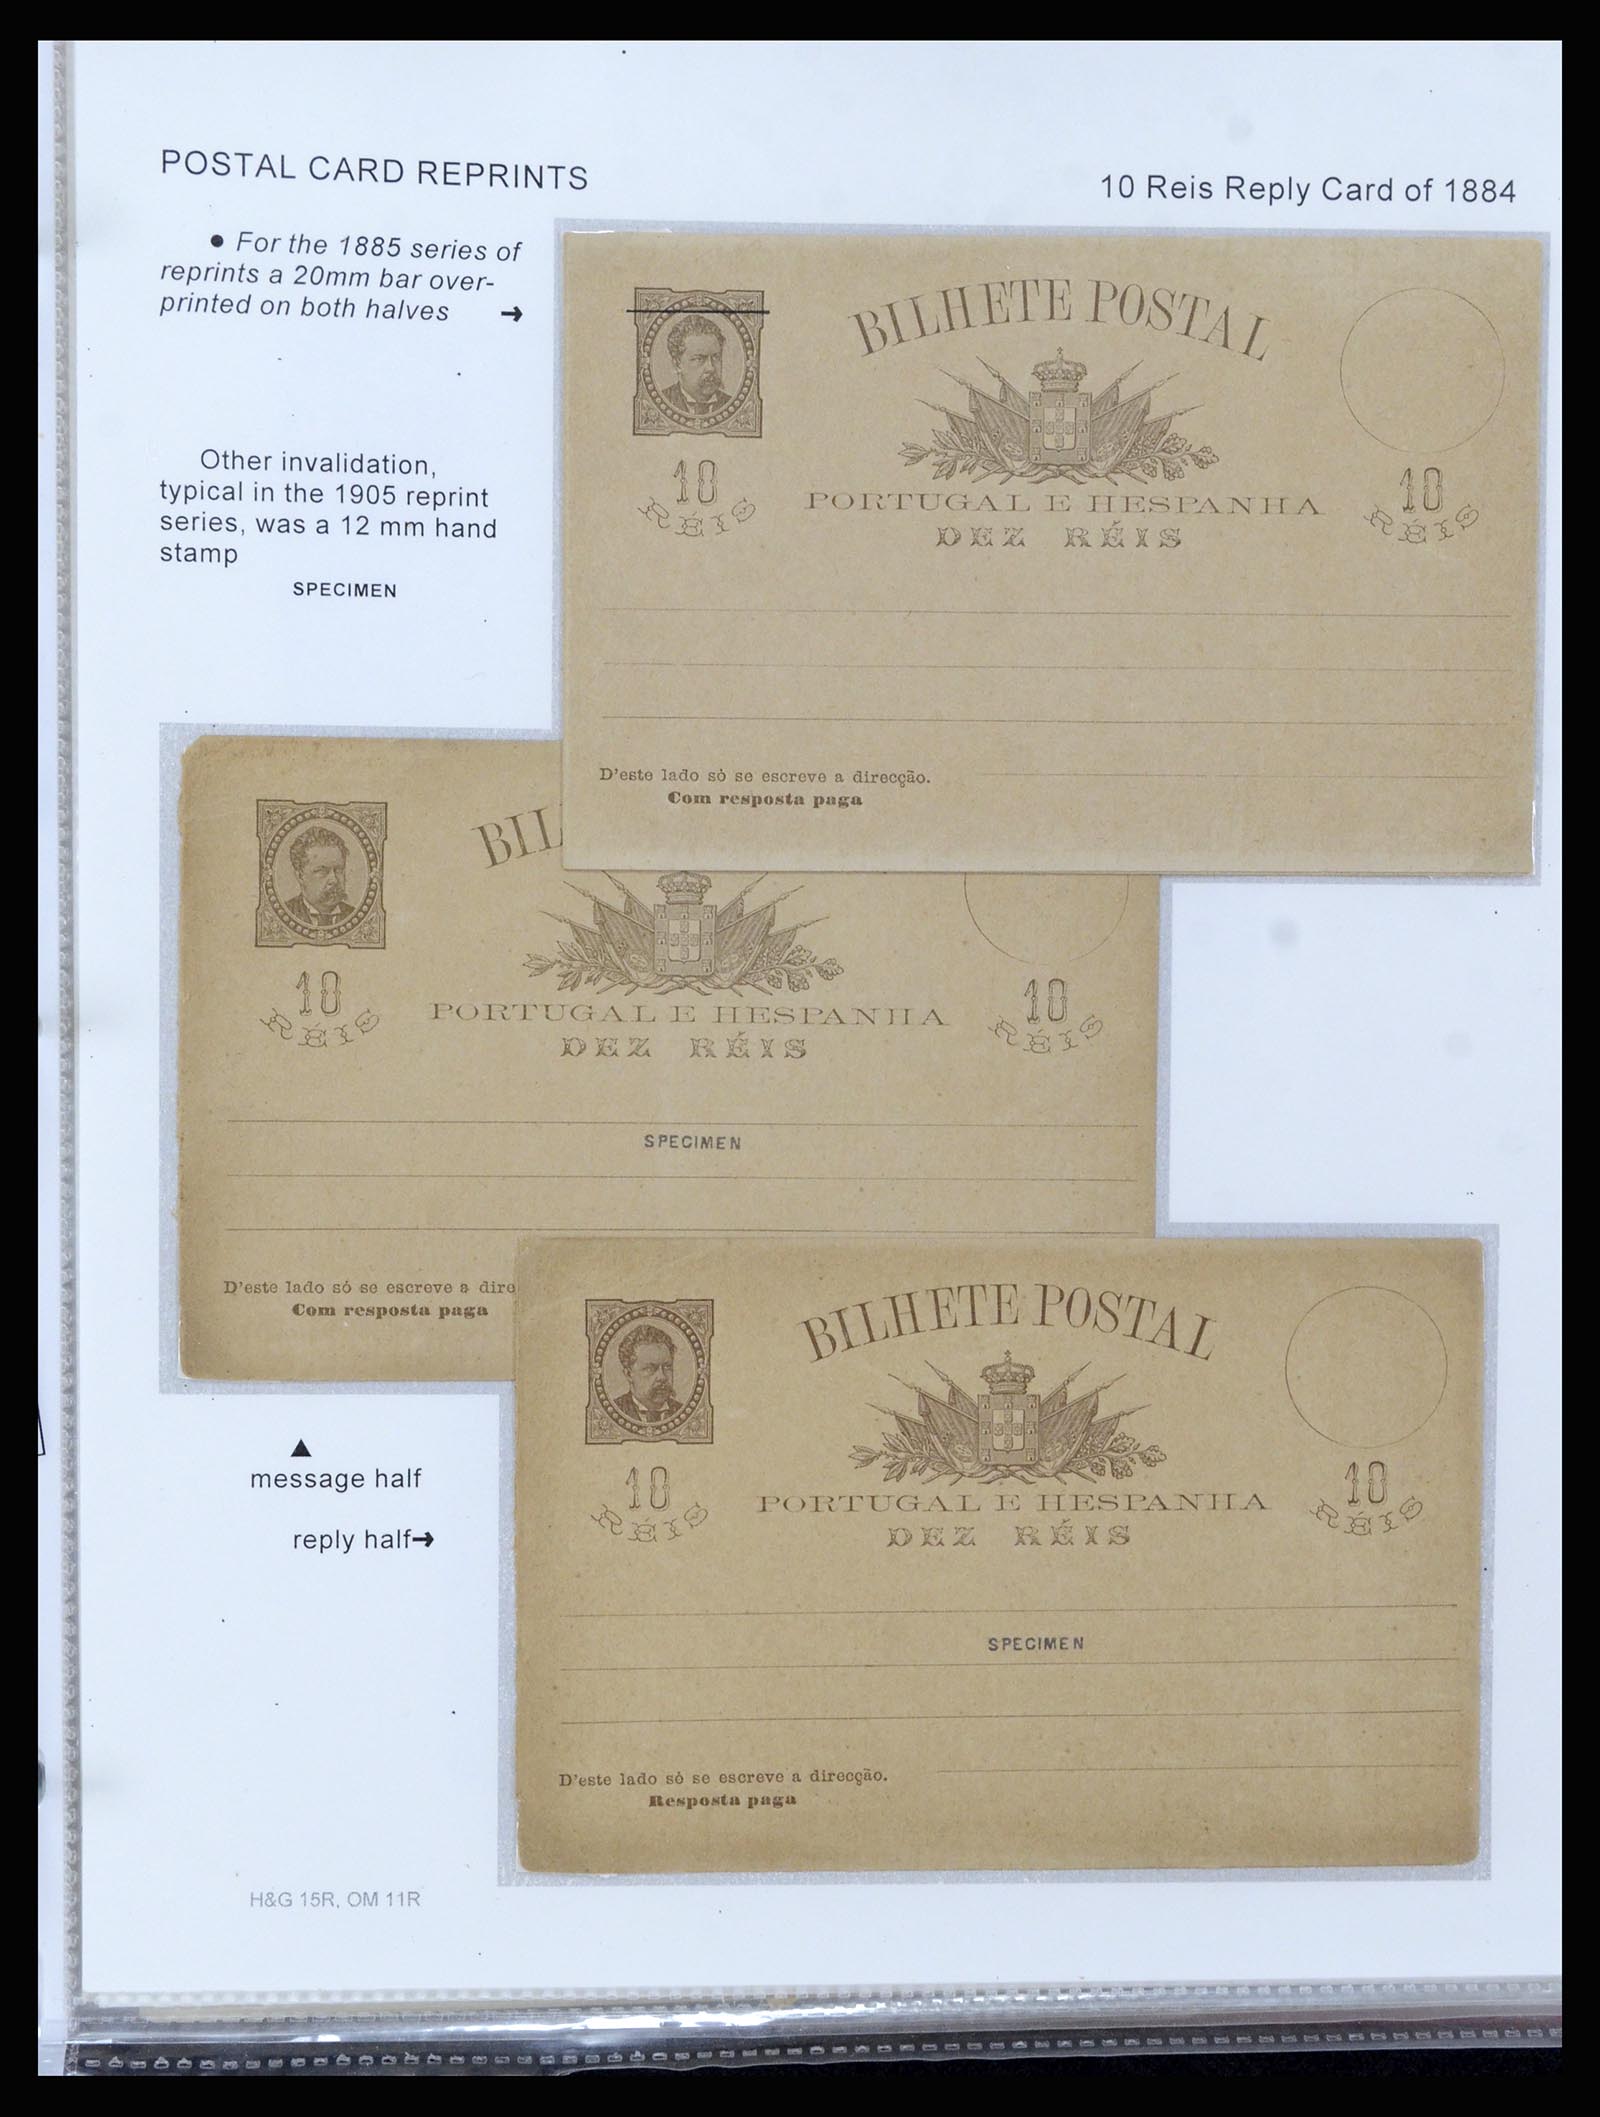 POSTAL CARD REPRINTS
10 Reis Reply Card of 1884
● For the 1885 series of
reprints a 20mm bar over-
printed on both halves →
Other invalidation,
typical in the 1905 reprint
series, was a 12 mm hand
stamp
SPECIMEN
BILHETE POSTAL
10
RÉIS
PORTUGAL E HESPANHA
DEZ RÉIS
10
RÉIS
D'este lado só se escreve a direcção.
Com resposta paga
BIL
10
RÉIS
PORTUGAL E HESPANHA
DEZ RÉIS
10
RÉIS
SPECIMEN
D'este lado só se escreve a dire
Com resposta paga
BILHETE POSTAL
10
RÉIS
PORTUGAL E HESPANHA
DEZ RÉIS
10
RÉIS
SPECIMEN
D'este lado só se escreve a direcção.
Resposta paga
▲
message half
reply half→
H&G 15R, OM 11R